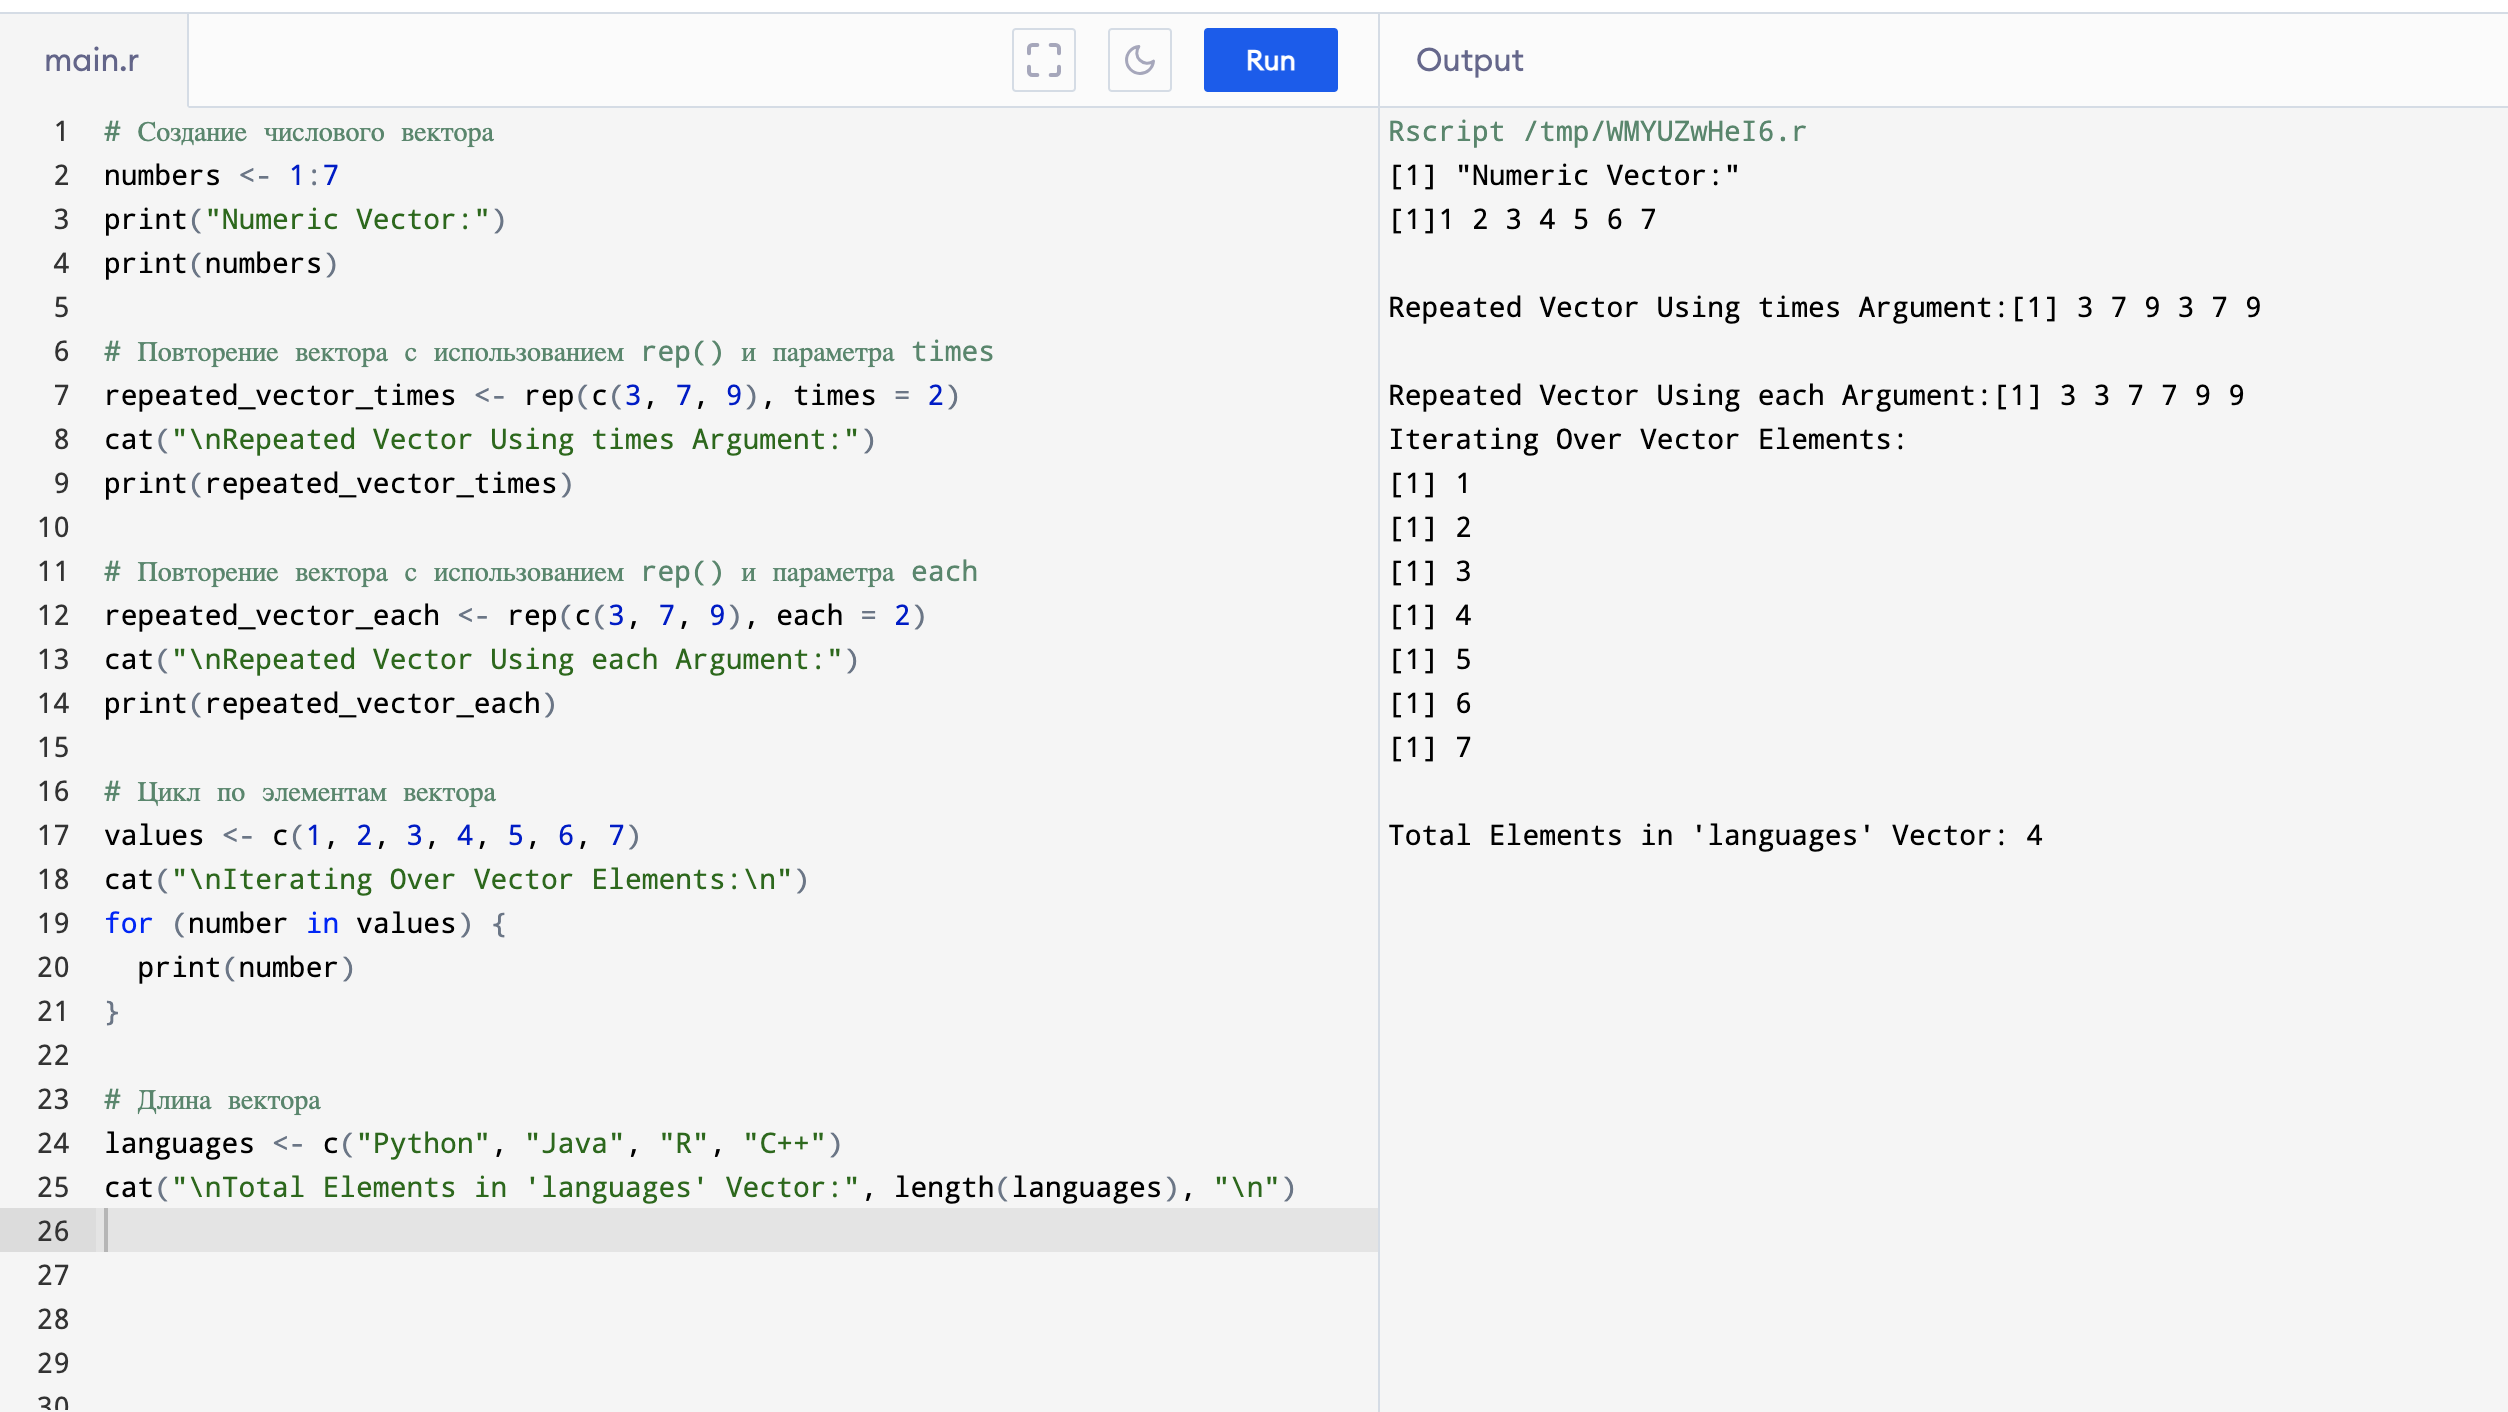 main.r
Run
Output
1 # Создание числового вектора
2 numbers <- 1:7
3 print("Numeric Vector:")
4 print(numbers)
5
6 # Повторение вектора с использованием rep() и параметра times
7 repeated_vector_times <- rep(c(3, 7, 9), times = 2)
8 cat("\nRepeated Vector Using times Argument:")
9 print(repeated_vector_times)
10
11 # Повторение вектора с использованием rep() и параметра each
12 repeated_vector_each <- rep(c(3, 7, 9), each = 2)
13 cat("\nRepeated Vector Using each Argument:")
14 print(repeated_vector_each)
15
16 # Цикл по элементам вектора
17 values <- c(1, 2, 3, 4, 5, 6, 7)
18 cat("\nIterating Over Vector Elements:\n")
19 for (number in values) {
20   print(number)
21 }
22
23 # Длина вектора
24 languages <- c("Python", "Java", "R", "C++")
25 cat("\nTotal Elements in 'languages' Vector:", length(languages), "\n")
26
27
28
29
30
Rscript /tmp/WMYUZwHeI6.r
[1] "Numeric Vector:"
[1]1 2 3 4 5 6 7
Repeated Vector Using times Argument:[1] 3 7 9 3 7 9
Repeated Vector Using each Argument:[1] 3 3 7 7 9 9
Iterating Over Vector Elements:
[1] 1
[1] 2
[1] 3
[1] 4
[1] 5
[1] 6
[1] 7
Total Elements in 'languages' Vector: 4